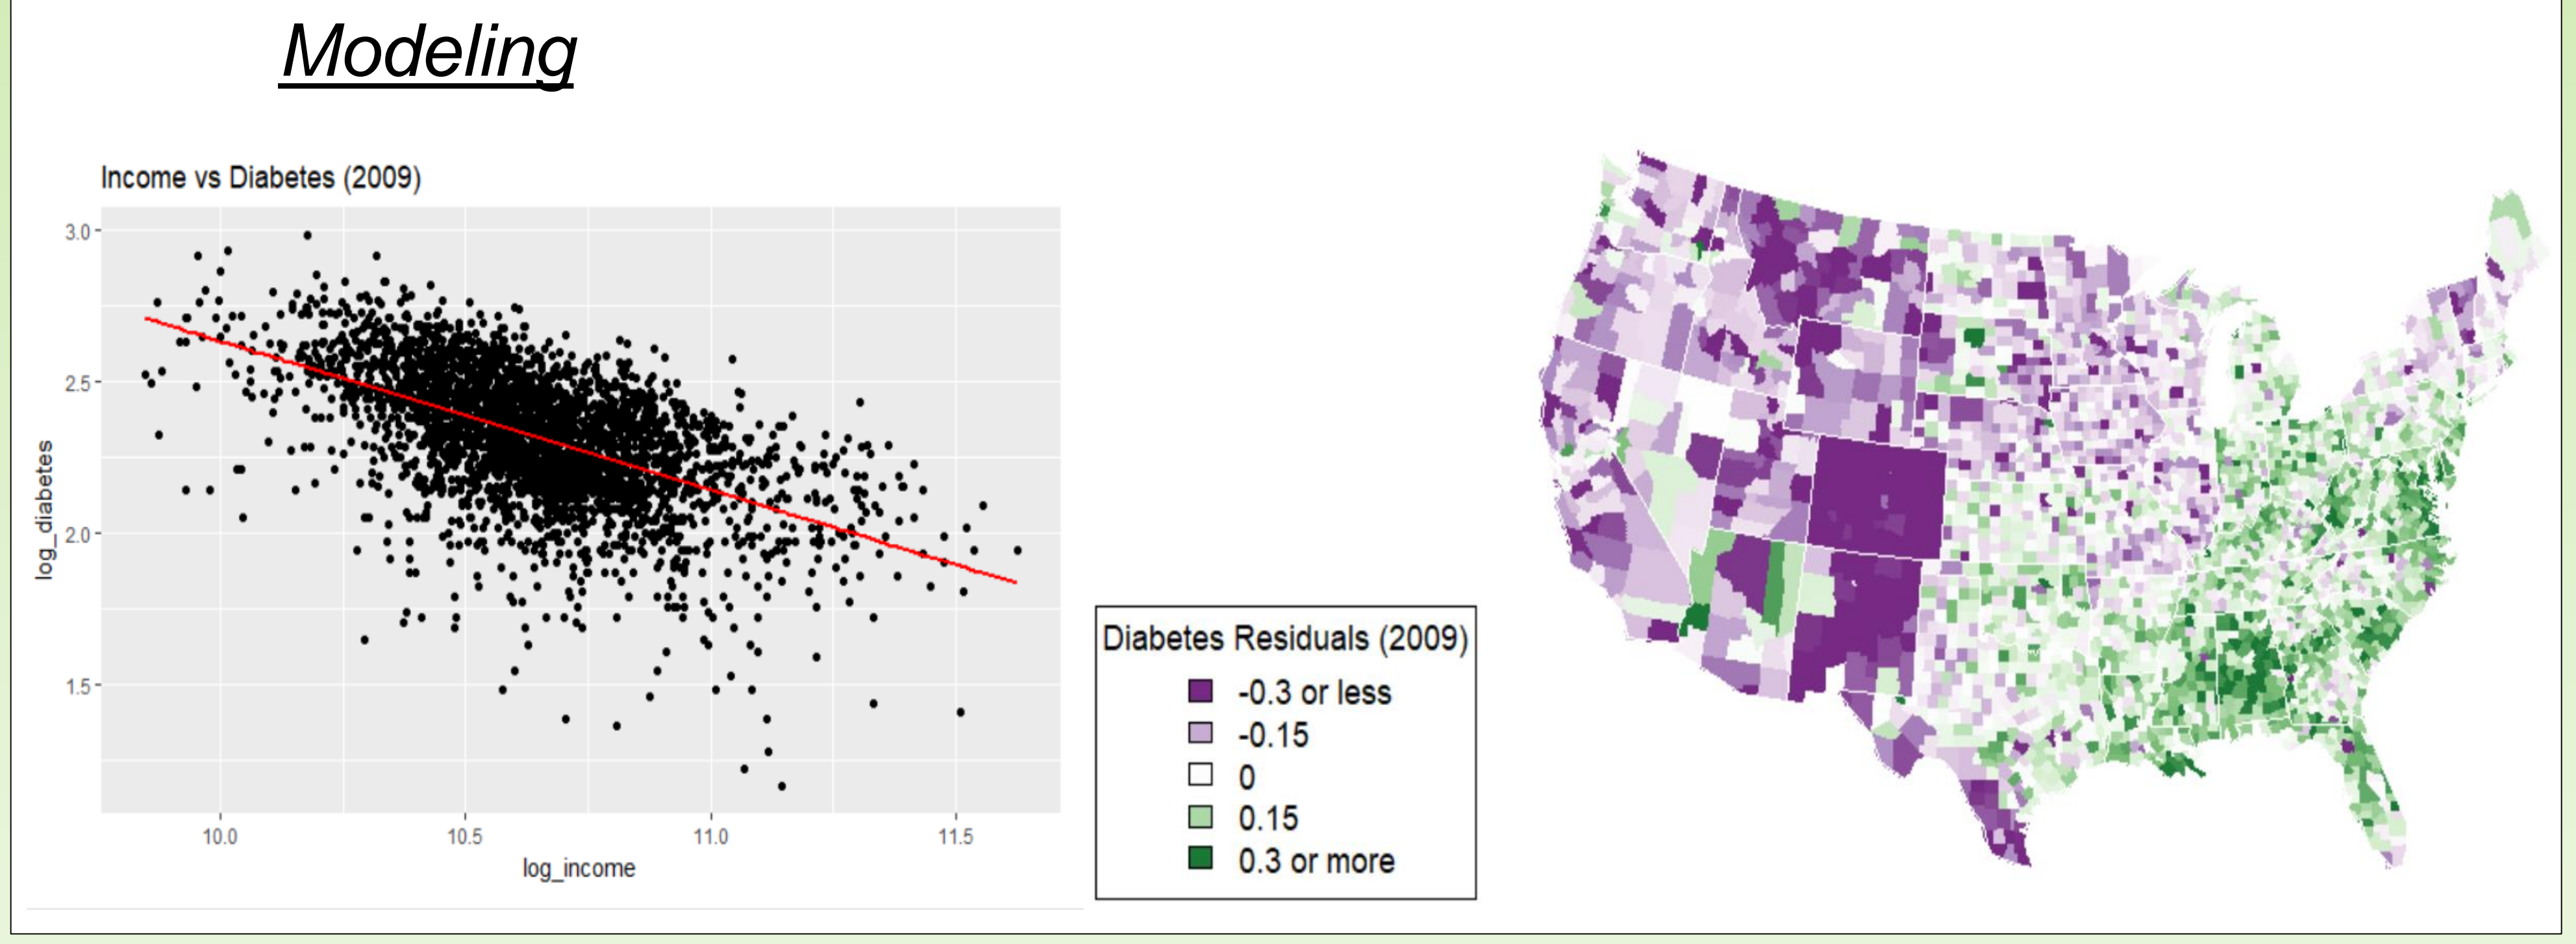 Modeling
Income vs Diabetes (2009)
3.0
2.5
2.0
1.5
log_diabetes
10.0 10.5 11.0 11.5
log_income
Diabetes Residuals (2009)
-0.3 or less
-0.15
0
0.15
0.3 or more